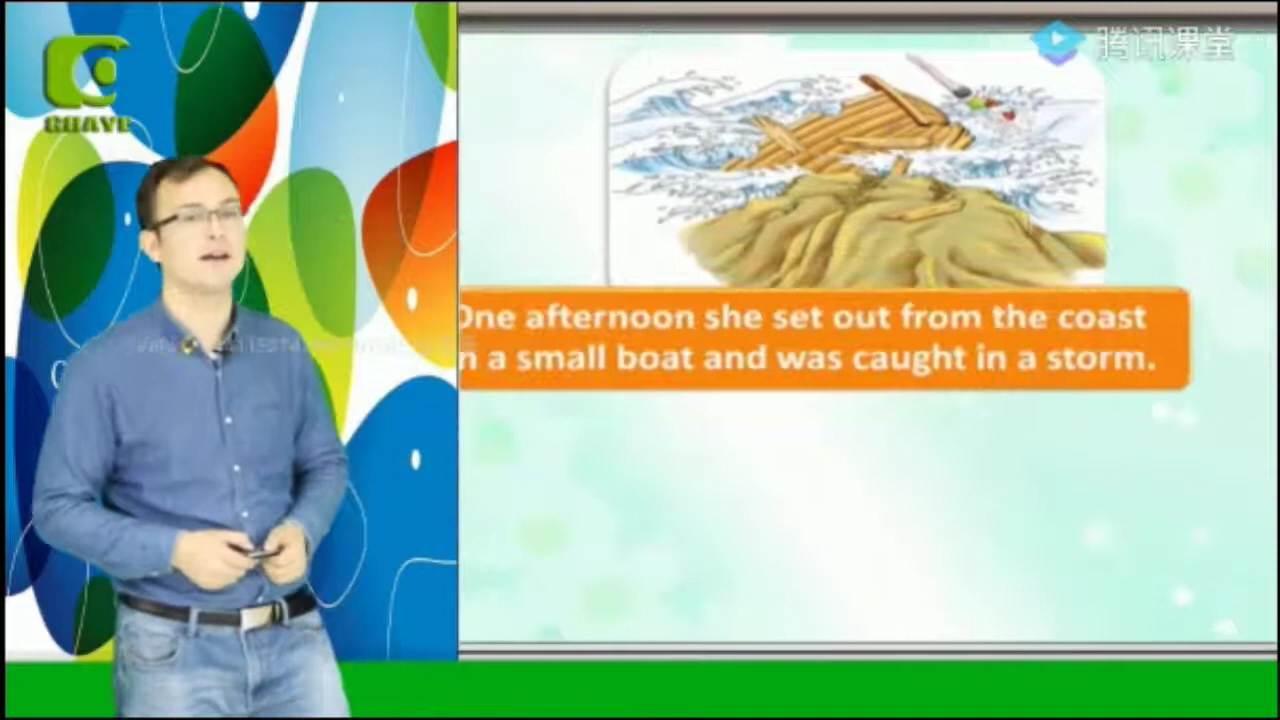 腾讯课堂
One afternoon she set out from the coast
n a small boat and was caught in a storm.